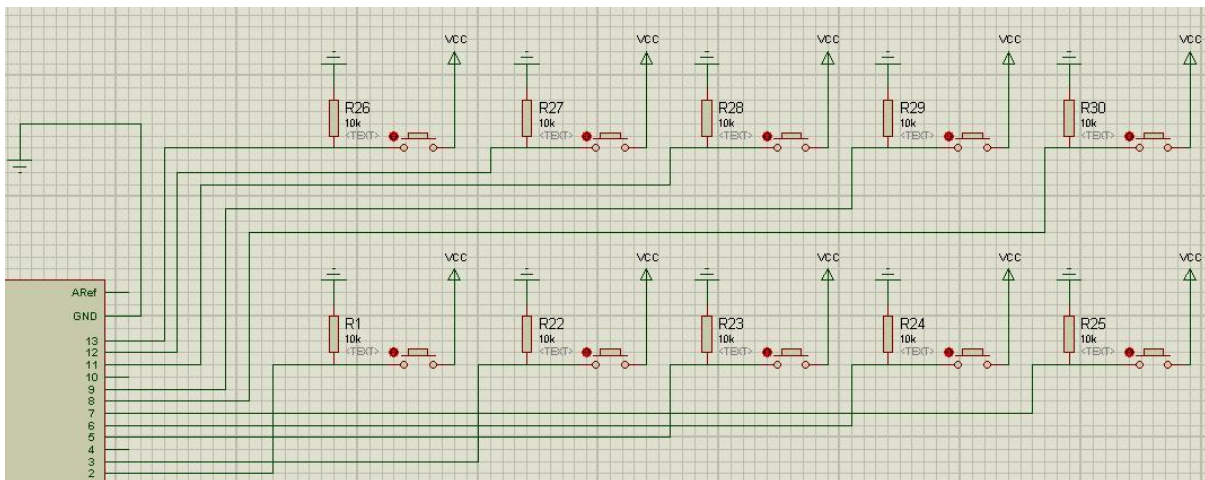 VCC VCC VCC VCC VCC
R26 R27 R28 R29 R30
10k 10k 10k 10k 10k
<TEXT> <TEXT> <TEXT> <TEXT> <TEXT>
VCC VCC VCC VCC VCC
R1 R22 R23 R24 R25
10k 10k 10k 10k 10k
<TEXT> <TEXT> <TEXT> <TEXT> <TEXT>
ARef
GND
13
12
11
10
9
8
7
6
5
4
3
2